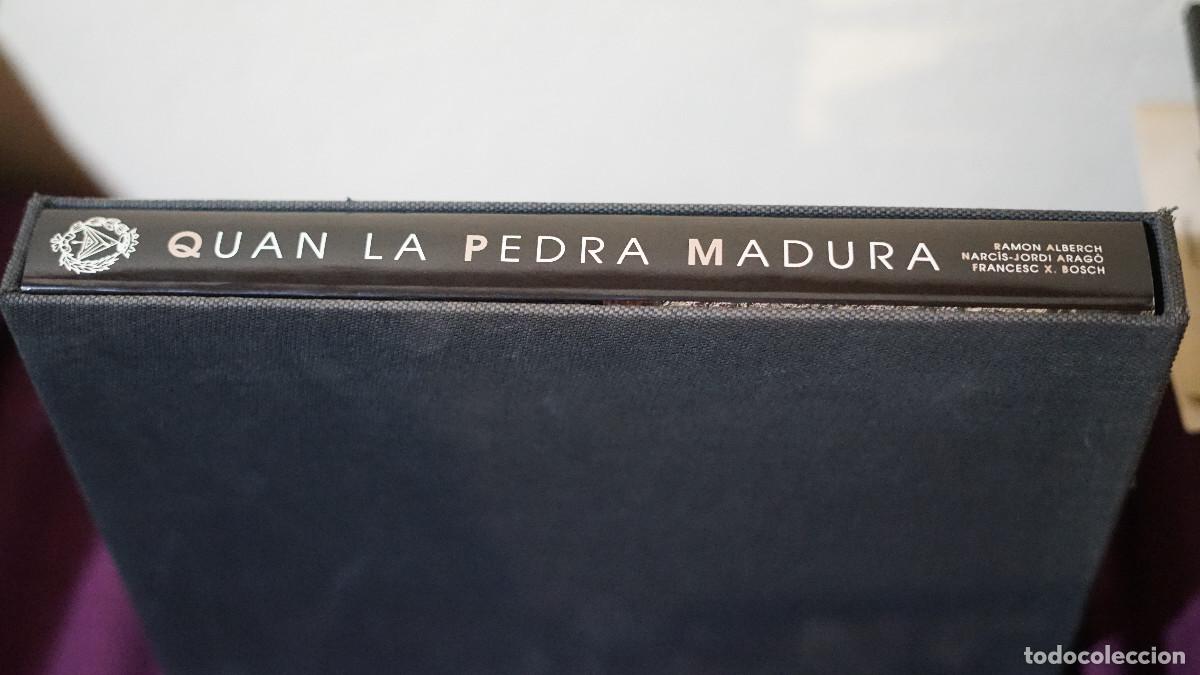 QUAN LA PEDRA MADURA
RAMON ALBERCH
NARCÍS-JORDI ARAGÓ
FRANCESC X. BOSCH
todocoleccion